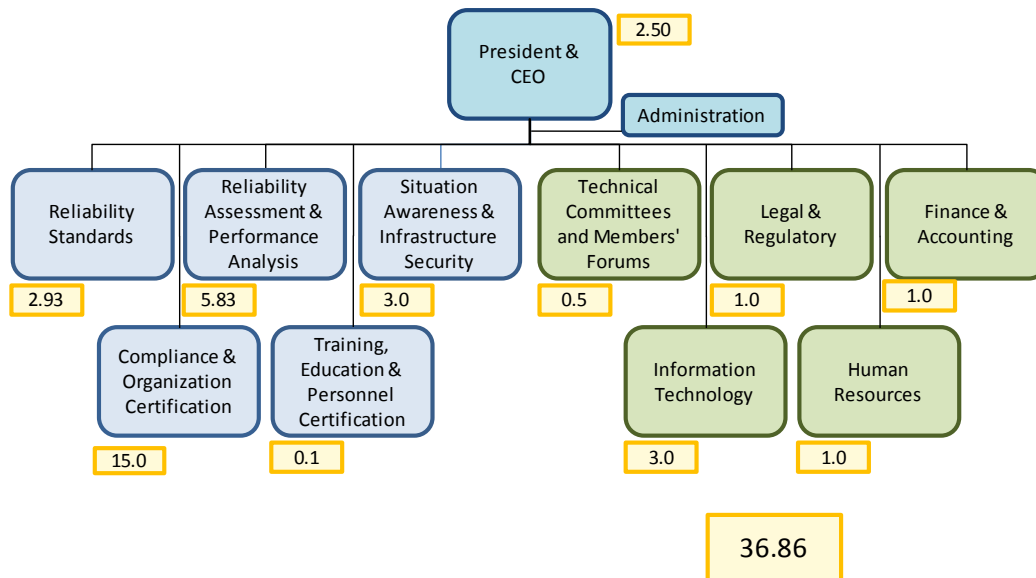 President &
CEO
2.50
Administration
Reliability
Standards
2.93
Reliability
Assessment &
Performance
Analysis
5.83
Situation
Awareness &
Infrastructure
Security
3.0
Technical
Committees
and Members'
Forums
0.5
Legal &
Regulatory
1.0
Finance &
Accounting
1.0
Compliance &
Organization
Certification
15.0
Training,
Education &
Personnel
Certification
0.1
Information
Technology
3.0
Human
Resources
1.0
36.86